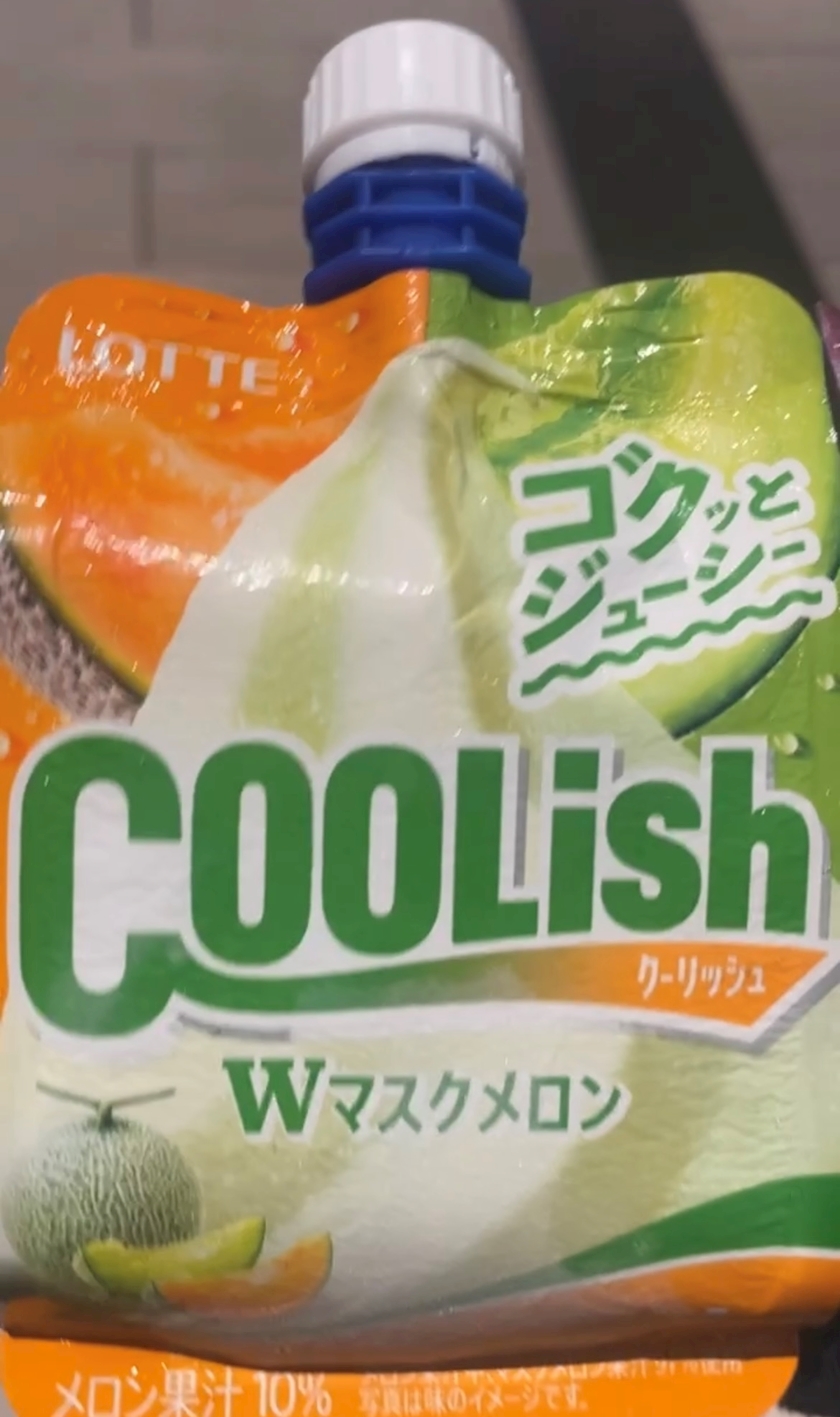 LOTTE
ゴクッと
ジューシー
COOLish
クーリッシュ
Wマスクメロン
メロン果汁 10%
写真は味のイメージです。